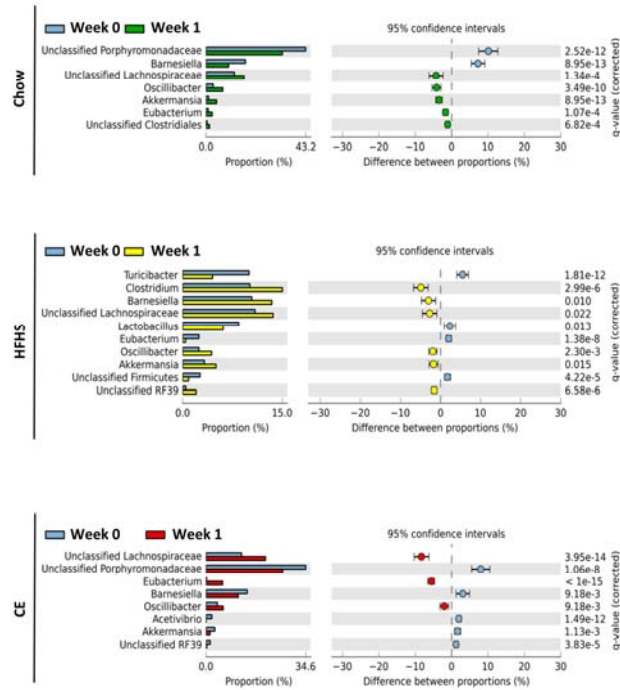 Chow
Week 0 Week 1
95% confidence intervals
Unclassified Porphyromonadaceae 2.52e-12
Barnesiella 8.95e-13
Unclassified Lachnospiraceae 1.34e-4
Oscillibacter 3.49e-10
Akkermansia 8.95e-13
Eubacterium 1.07e-4
Unclassified Clostridiales 6.82e-4
0.0 43.2 −30 −20 −10 0 10 20 30
Proportion (%) Difference between proportions (%)
q-value (corrected)
HFHS
Week 0 Week 1
95% confidence intervals
Turicibacter 1.81e-12
Clostridium 2.99e-6
Barnesiella 0.010
Unclassified Lachnospiraceae 0.022
Lactobacillus 0.013
Eubacterium 1.38e-8
Oscillibacter 2.30e-3
Akkermansia 0.015
Unclassified Firmicutes 4.22e-5
Unclassified RF39 6.58e-6
0.0 15.0 −30 −20 −10 0 10 20 30
Proportion (%) Difference between proportions (%)
q-value (corrected)
CE
Week 0 Week 1
95% confidence intervals
Unclassified Lachnospiraceae 3.95e-14
Unclassified Porphyromonadaceae 1.06e-8
Eubacterium < 1e-15
Barnesiella 9.18e-3
Oscillibacter 9.18e-3
Acetivibrio 1.49e-12
Akkermansia 1.13e-3
Unclassified RF39 3.83e-5
0.0 34.6 −30 −20 −10 0 10 20 30
Proportion (%) Difference between proportions (%)
q-value (corrected)